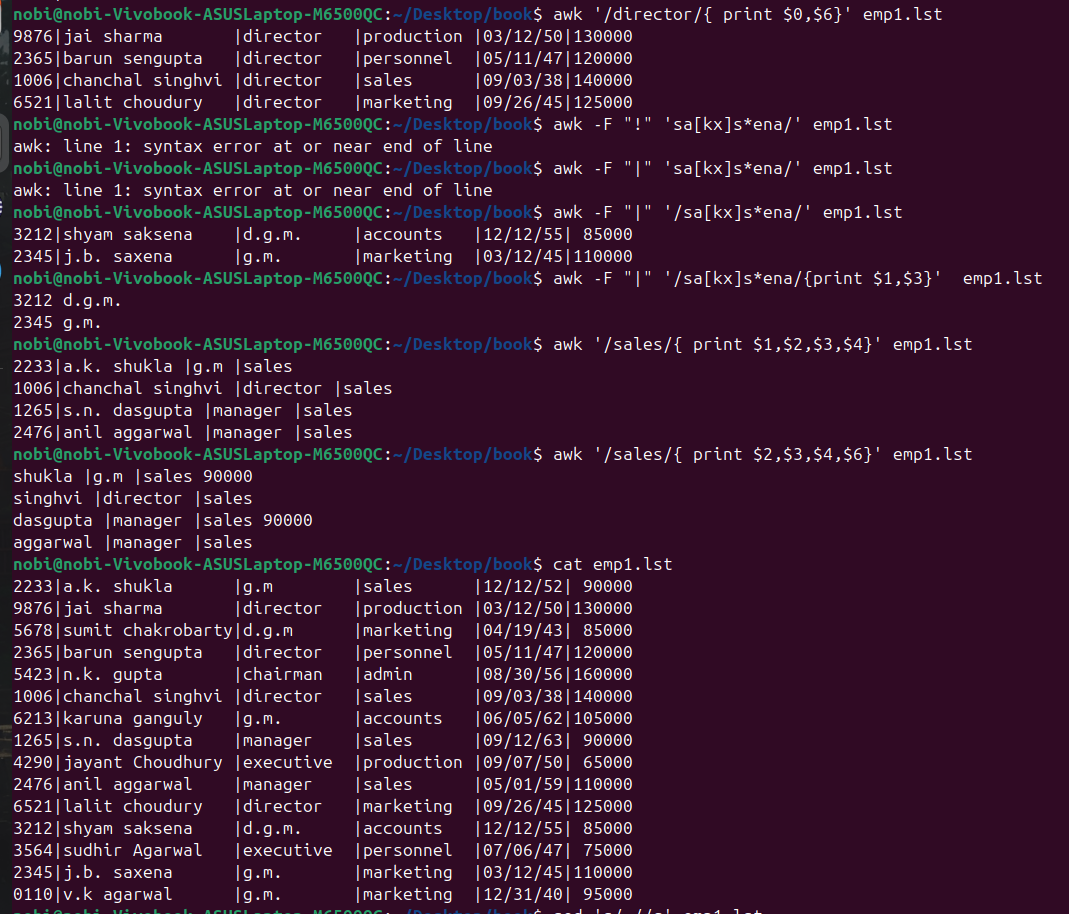 nobi@nobi-Vivobook-ASUSLaptop-M6500QC:~/Desktop/book$ awk '/director/{ print $0,$6}' emp1.lst
9876|jai sharma       |director   |production |03/12/50|130000
2365|barun sengupta   |director   |personnel  |05/11/47|120000
1006|chanchal singhvi |director   |sales      |09/03/38|140000
6521|lalit choudury   |director   |marketing  |09/26/45|125000
nobi@nobi-Vivobook-ASUSLaptop-M6500QC:~/Desktop/book$ awk -F "!" 'sa[kx]s*ena/' emp1.lst
awk: line 1: syntax error at or near end of line
nobi@nobi-Vivobook-ASUSLaptop-M6500QC:~/Desktop/book$ awk -F "|" 'sa[kx]s*ena/' emp1.lst
awk: line 1: syntax error at or near end of line
nobi@nobi-Vivobook-ASUSLaptop-M6500QC:~/Desktop/book$ awk -F "|" '/sa[kx]s*ena/' emp1.lst
3212|shyam saksena    |d.g.m.     |accounts   |12/12/55| 85000
2345|j.b. saxena      |g.m.       |marketing  |03/12/45|110000
nobi@nobi-Vivobook-ASUSLaptop-M6500QC:~/Desktop/book$ awk -F "|" '/sa[kx]s*ena/{print $1,$3}'  emp1.lst
3212 d.g.m.
2345 g.m.
nobi@nobi-Vivobook-ASUSLaptop-M6500QC:~/Desktop/book$ awk '/sales/{ print $1,$2,$3,$4}' emp1.lst
2233|a.k. shukla |g.m |sales
1006|chanchal singhvi |director |sales
1265|s.n. dasgupta |manager |sales
2476|anil aggarwal |manager |sales
nobi@nobi-Vivobook-ASUSLaptop-M6500QC:~/Desktop/book$ awk '/sales/{ print $2,$3,$4,$6}' emp1.lst
shukla |g.m |sales 90000
singhvi |director |sales
dasgupta |manager |sales 90000
aggarwal |manager |sales
nobi@nobi-Vivobook-ASUSLaptop-M6500QC:~/Desktop/book$ cat emp1.lst
2233|a.k. shukla      |g.m        |sales      |12/12/52| 90000
9876|jai sharma       |director   |production |03/12/50|130000
5678|sumit chakrobarty|d.g.m      |marketing  |04/19/43| 85000
2365|barun sengupta   |director   |personnel  |05/11/47|120000
5423|n.k. gupta       |chairman   |admin      |08/30/56|160000
1006|chanchal singhvi |director   |sales      |09/03/38|140000
6213|karuna ganguly   |g.m.       |accounts   |06/05/62|105000
1265|s.n. dasgupta    |manager    |sales      |09/12/63| 90000
4290|jayant Choudhury |executive  |production |09/07/50| 65000
2476|anil aggarwal    |manager    |sales      |05/01/59|110000
6521|lalit choudury   |director   |marketing  |09/26/45|125000
3212|shyam saksena    |d.g.m.     |accounts   |12/12/55| 85000
3564|sudhir Agarwal   |executive  |personnel  |07/06/47| 75000
2345|j.b. saxena      |g.m.       |marketing  |03/12/45|110000
0110|v.k agarwal      |g.m.       |marketing  |12/31/40| 95000